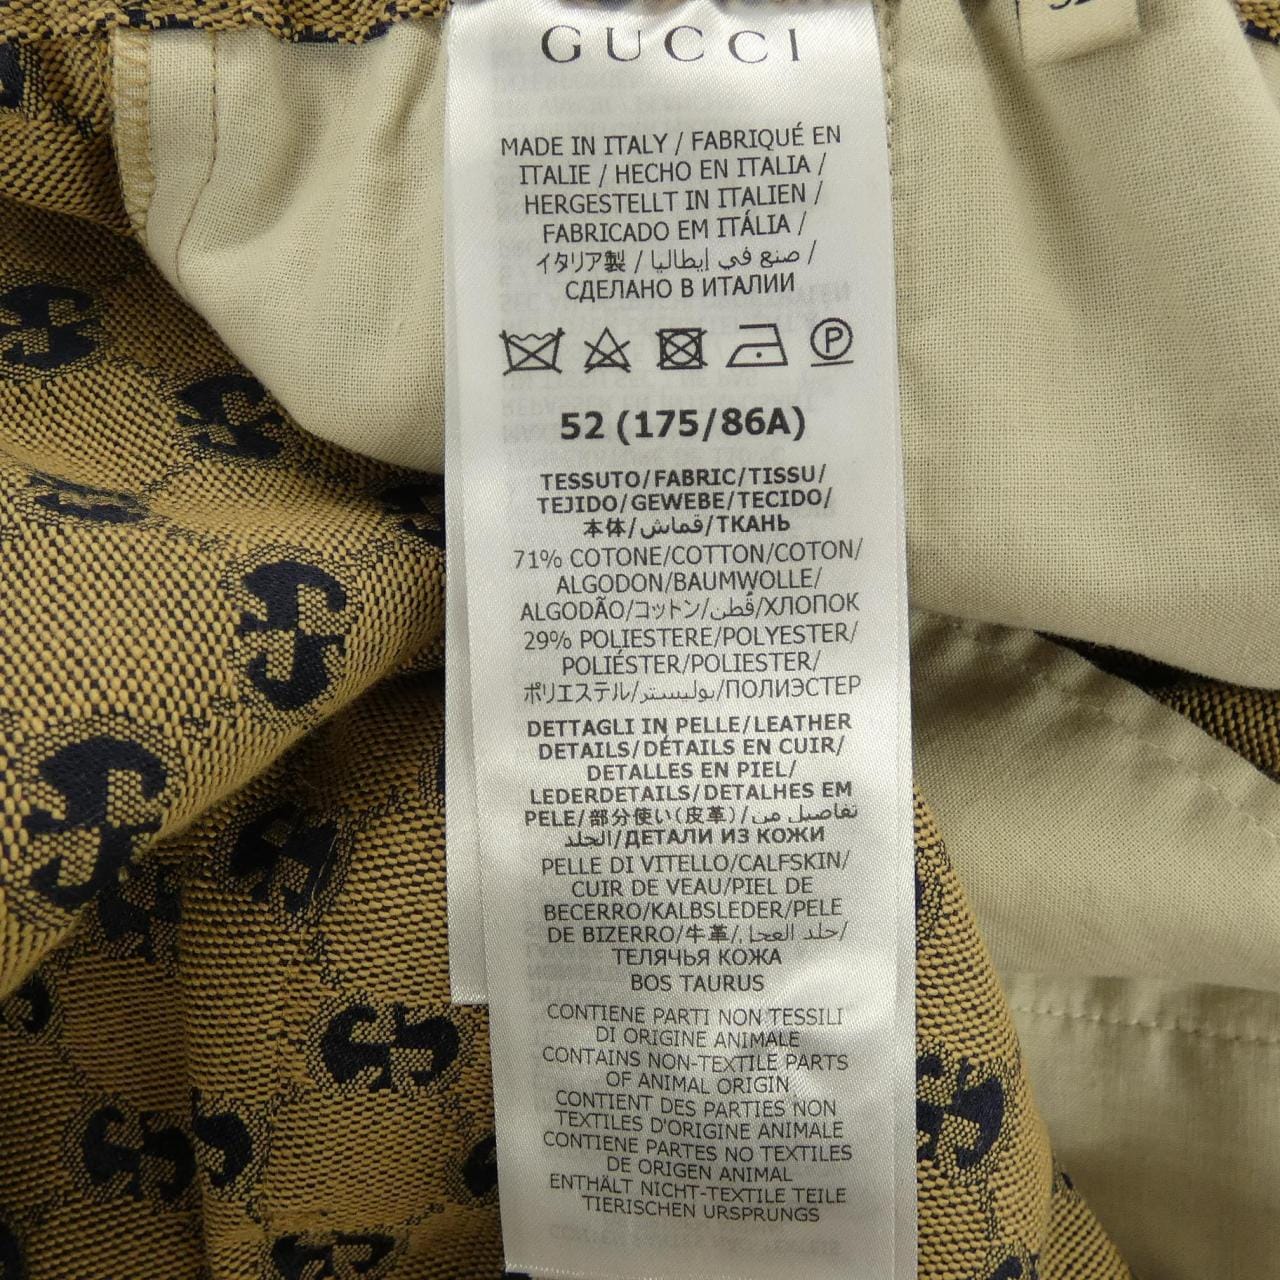 GUCCI
MADE IN ITALY / FABRIQUÉ EN
ITALIE / HECHO EN ITALIA /
HERGESTELLT IN ITALIEN /
FABRICADO EM ITÁLIA /
イタリア製 / صنع في إيطاليا /
СДЕЛАНО В ИТАЛИИ
P
52 (175/86A)
TESSUTO/FABRIC/TISSU/
TEJIDO/GEWEBE/TECIDO/
本体/قماش/ТКАНЬ
71% COTONE/COTTON/COTON/
ALGODON/BAUMWOLLE/
ALGODÃO/コットン/قُطن/ХЛОПОК
29% POLIESTERE/POLYESTER/
POLIÉSTER/POLIESTER/
ポリエステル/بوليستر/ПОЛИЭСТЕР
DETTAGLI IN PELLE/LEATHER
DETAILS/DÉTAILS EN CUIR/
DETALLES EN PIEL/
LEDERDETAILS/DETALHES EM
PELE/部分使い(皮革)/تفاصيل من
الجلد/ДЕТАЛИ ИЗ КОЖИ
PELLE DI VITELLO/CALFSKIN/
CUIR DE VEAU/PIEL DE
BECERRO/KALBSLEDER/PELE
DE BIZERRO/牛革/جلد العجل/
ТЕЛЯЧЬЯ КОЖА
BOS TAURUS
CONTIENE PARTI NON TESSILI
DI ORIGINE ANIMALE
CONTAINS NON-TEXTILE PARTS
OF ANIMAL ORIGIN
CONTIENT DES PARTIES NON
TEXTILES D'ORIGINE ANIMALE
CONTIENE PARTES NO TEXTILES
DE ORIGEN ANIMAL
ENTHÄLT NICHT-TEXTILE TEILE
TIERISCHEN URSPRUNGS